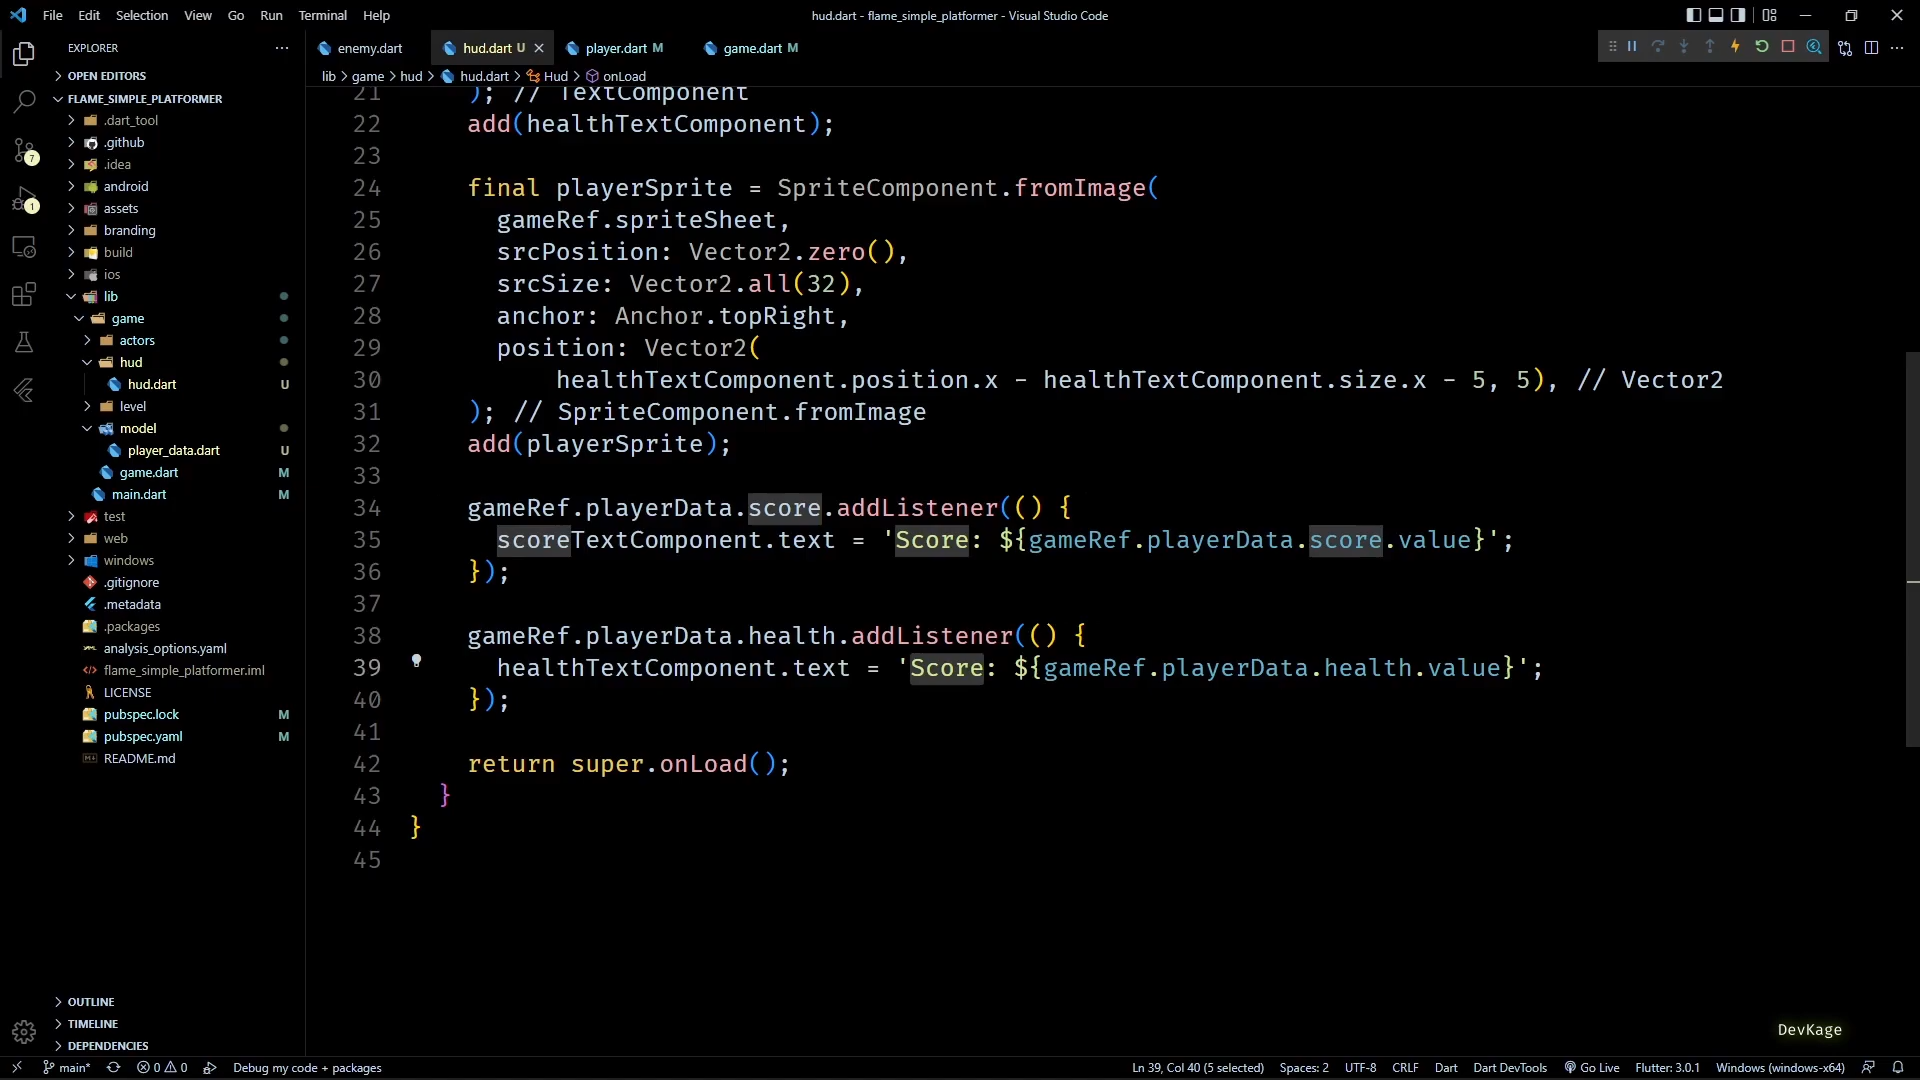 File Edit Selection View Go Run Terminal Help
hud.dart - flame_simple_platformer - Visual Studio Code
EXPLORER
OPEN EDITORS
FLAME_SIMPLE_PLATFORMER
.dart_tool
.github
.idea
android
assets
branding
build
ios
lib
game
actors
hud
hud.dart U
level
model
player_data.dart U
game.dart M
main.dart M
test
web
windows
.gitignore
.metadata
.packages
analysis_options.yaml
flame_simple_platformer.iml
LICENSE
pubspec.lock M
pubspec.yaml M
README.md
OUTLINE
TIMELINE
DEPENDENCIES
7
1
enemy.dart hud.dart U player.dart M game.dart M
lib > game > hud > hud.dart > Hud > onLoad
21 ); // TextComponent
22 add(healthTextComponent);
23
24 final playerSprite = SpriteComponent.fromImage(
25 gameRef.spriteSheet,
26 srcPosition: Vector2.zero(),
27 srcSize: Vector2.all(32),
28 anchor: Anchor.topRight,
29 position: Vector2(
30 healthTextComponent.position.x - healthTextComponent.size.x - 5, 5), // Vector2
31 ); // SpriteComponent.fromImage
32 add(playerSprite);
33
34 gameRef.playerData.score.addListener(() {
35 scoreTextComponent.text = 'Score: ${gameRef.playerData.score.value}';
36 });
37
38 gameRef.playerData.health.addListener(() {
39 healthTextComponent.text = 'Score: ${gameRef.playerData.health.value}';
40 });
41
42 return super.onLoad();
43 }
44 }
45
DevKage
main* 0 0 Debug my code + packages
Ln 39, Col 40 (5 selected) Spaces: 2 UTF-8 CRLF Dart Dart DevTools Go Live Flutter: 3.0.1 Windows (windows-x64)